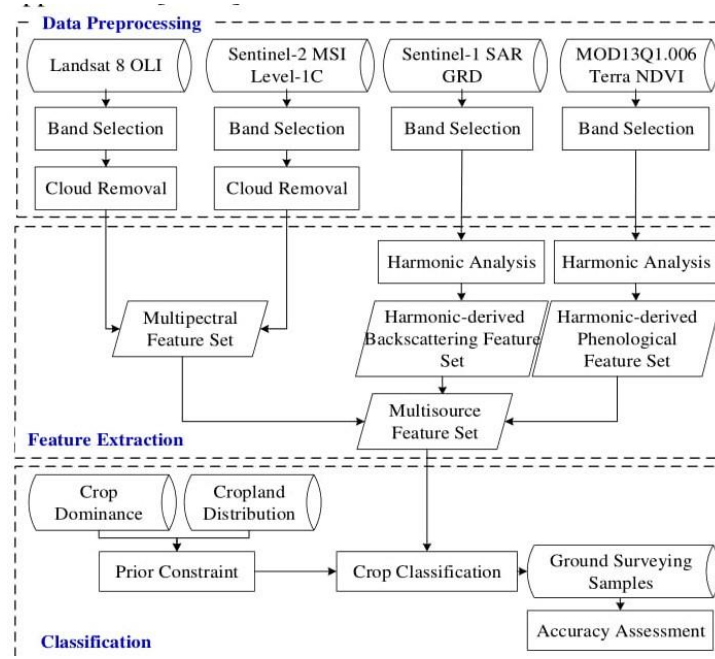 Data Preprocessing
Landsat 8 OLI
Sentinel-2 MSI
Level-1C
Sentinel-1 SAR
GRD
MOD13Q1.006
Terra NDVI
Band Selection
Band Selection
Band Selection
Band Selection
Cloud Removal
Cloud Removal
Harmonic Analysis
Harmonic Analysis
Multipectral
Feature Set
Harmonic-derived
Backscattering Feature
Set
Harmonic-derived
Phenological
Feature Set
Multisource
Feature Set
Feature Extraction
Crop
Dominance
Cropland
Distribution
Prior Constraint
Crop Classification
Ground Surveying
Samples
Accuracy Assessment
Classification